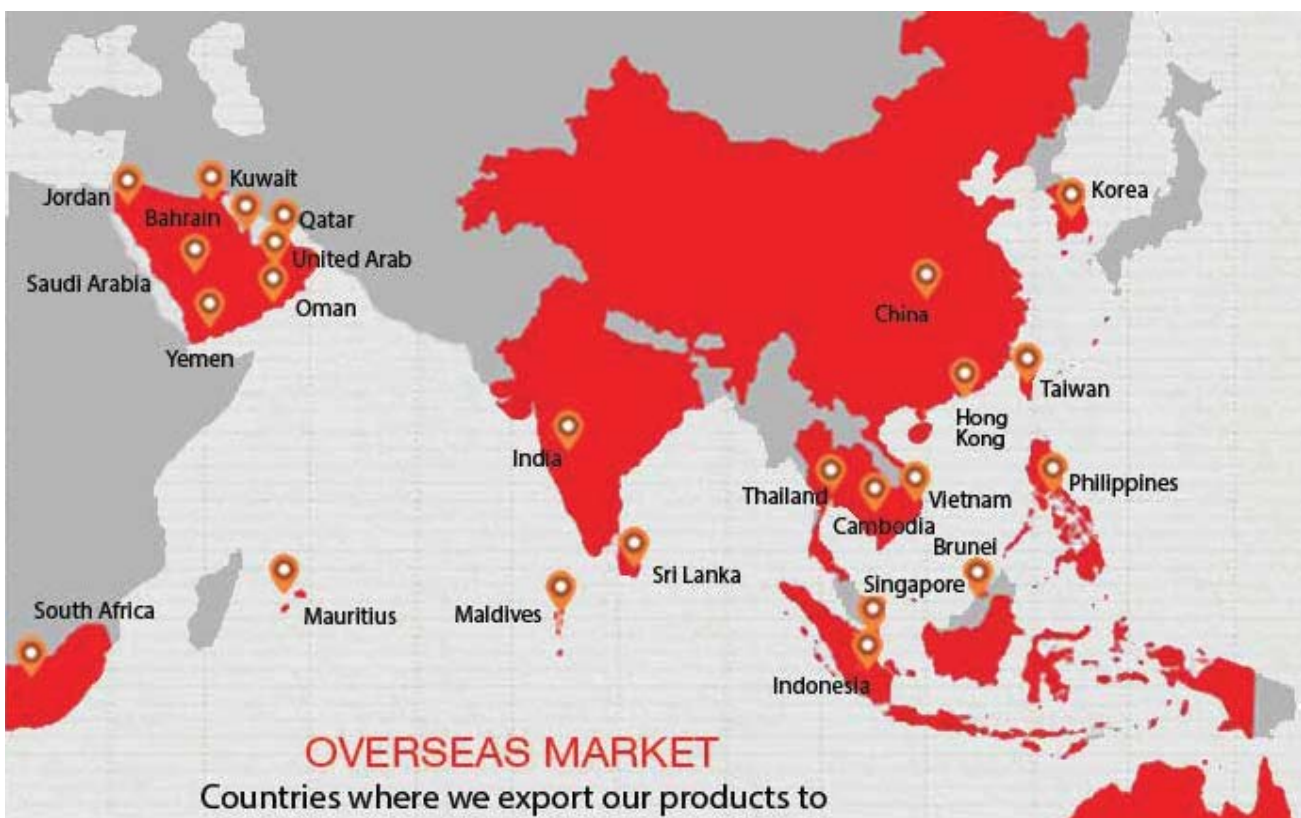 Kuwait
Jordan
Korea
Bahrain
Qatar
United Arab
Saudi Arabia
Oman
China
Yemen
Taiwan
Hong
Kong
India
Thailand
Vietnam
Philippines
Cambodia
Brunei
Sri Lanka
Singapore
South Africa
Mauritius
Maldives
Indonesia
OVERSEAS MARKET
Countries where we export our products to